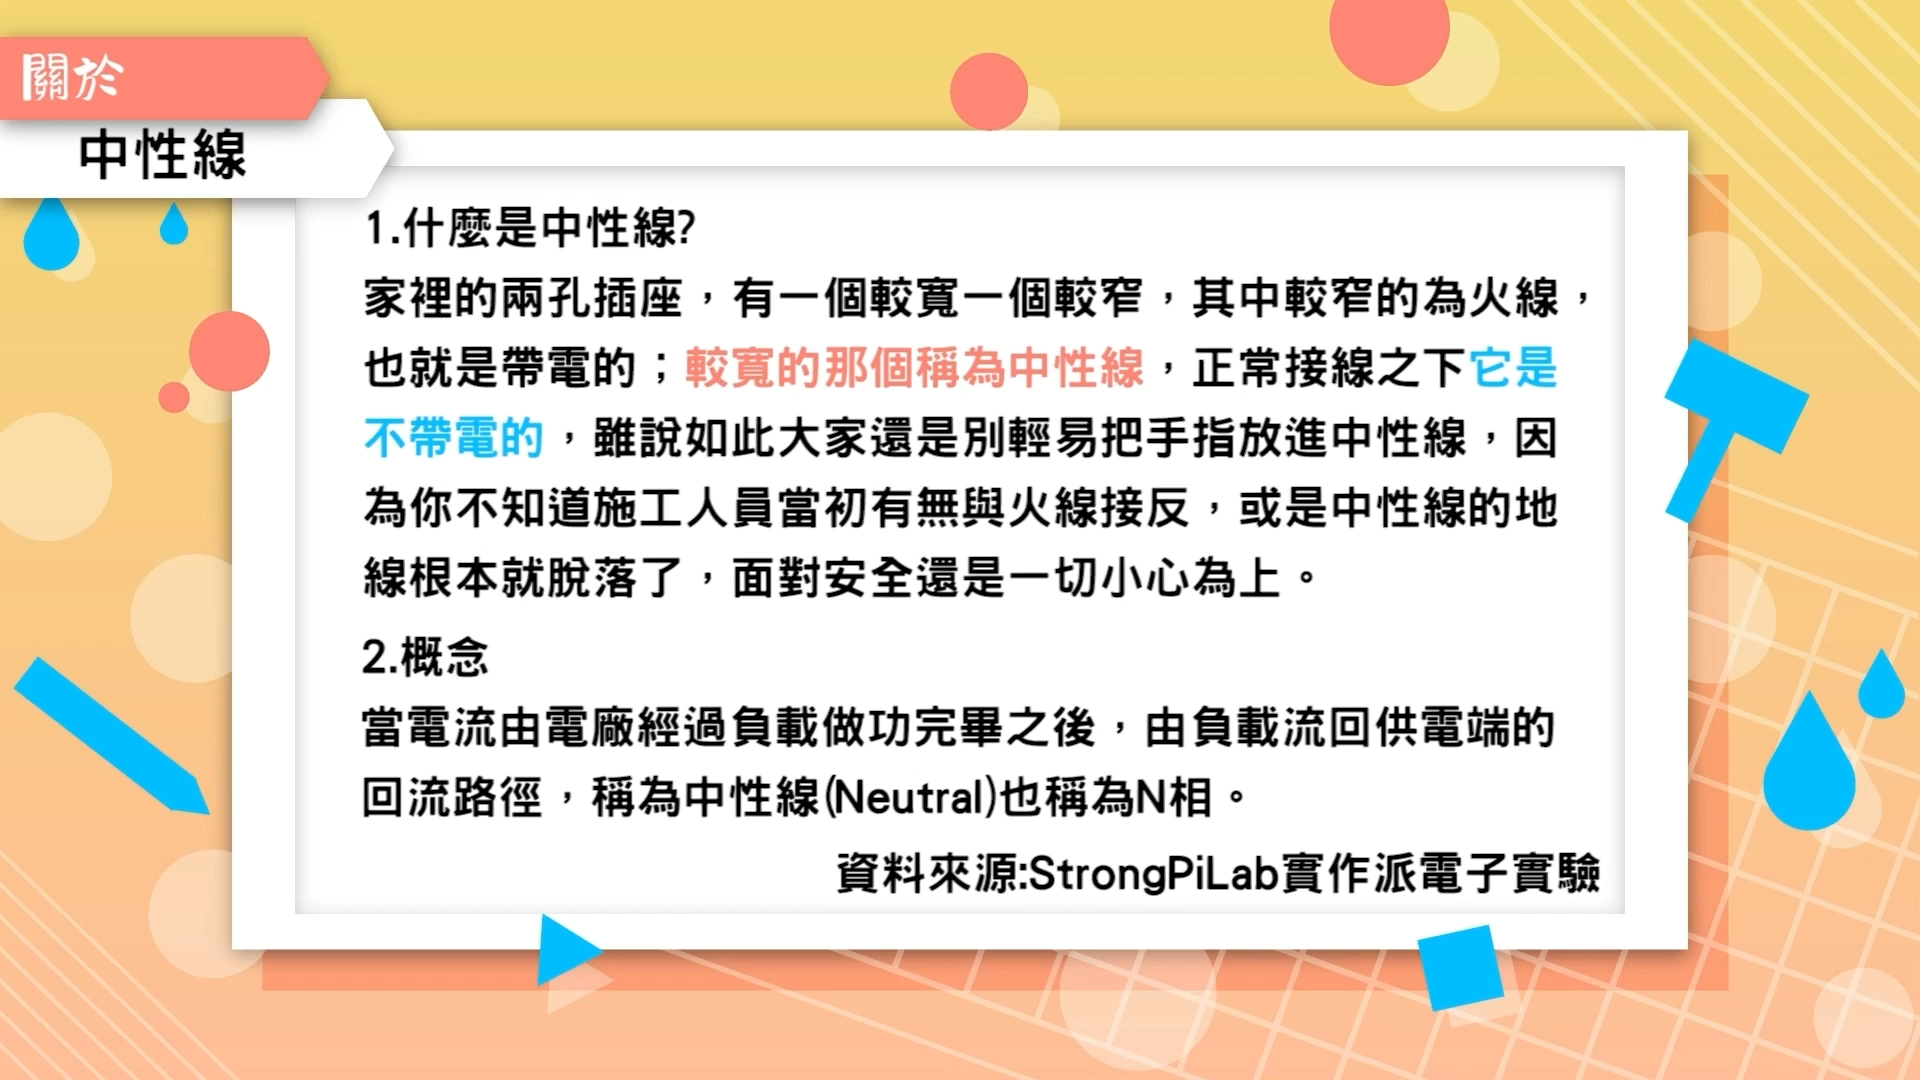 關於
中性線
1.什麼是中性線?
家裡的兩孔插座，有一個較寬一個較窄，其中較窄的為火線，
也就是帶電的；較寬的那個稱為中性線，正常接線之下它是
不帶電的，雖說如此大家還是別輕易把手指放進中性線，因
為你不知道施工人員當初有無與火線接反，或是中性線的地
線根本就脫落了，面對安全還是一切小心為上。
2.概念
當電流由電廠經過負載做功完畢之後，由負載流回供電端的
回流路徑，稱為中性線(Neutral)也稱為N相。
資料來源:StrongPiLab實作派電子實驗